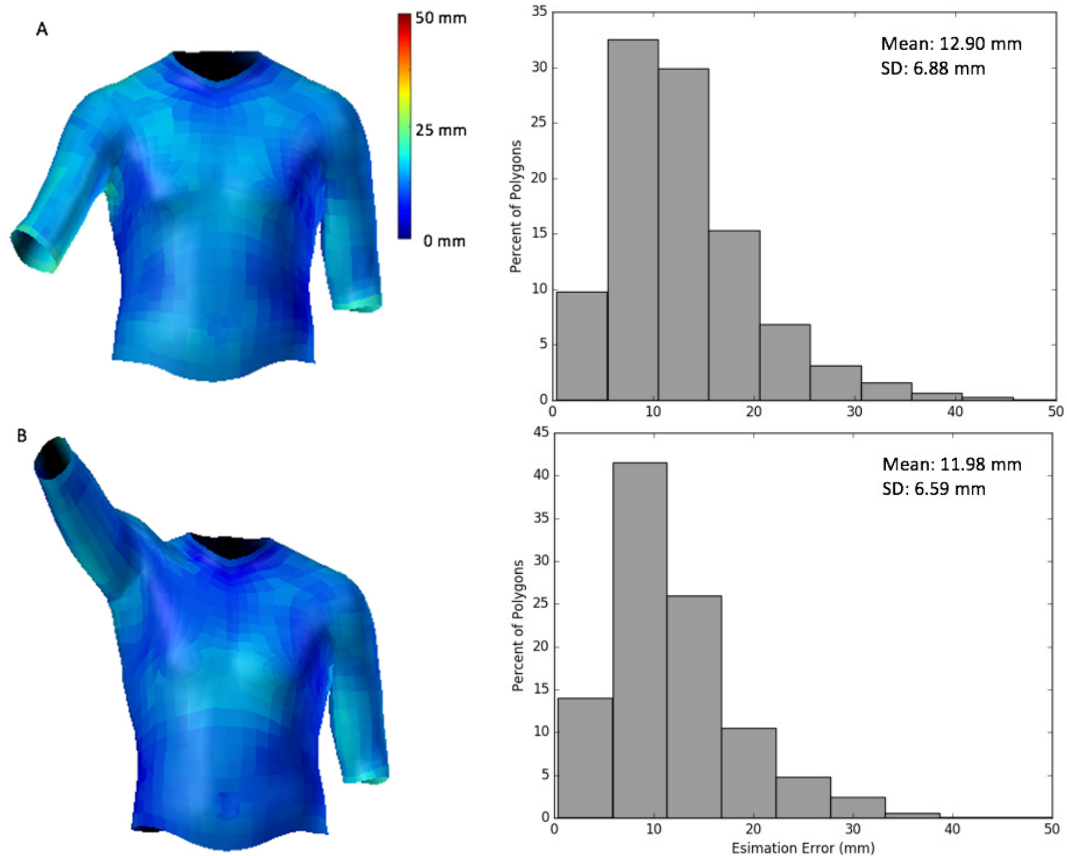 A
50 mm
25 mm
0 mm
35
30
25
20
15
10
5
0
Percent of Polygons
Mean: 12.90 mm
SD: 6.88 mm
0 10 20 30 40 50
B
45
40
35
30
25
20
15
10
5
0
Percent of Polygons
Mean: 11.98 mm
SD: 6.59 mm
0 10 20 30 40 50
Esimation Error (mm)